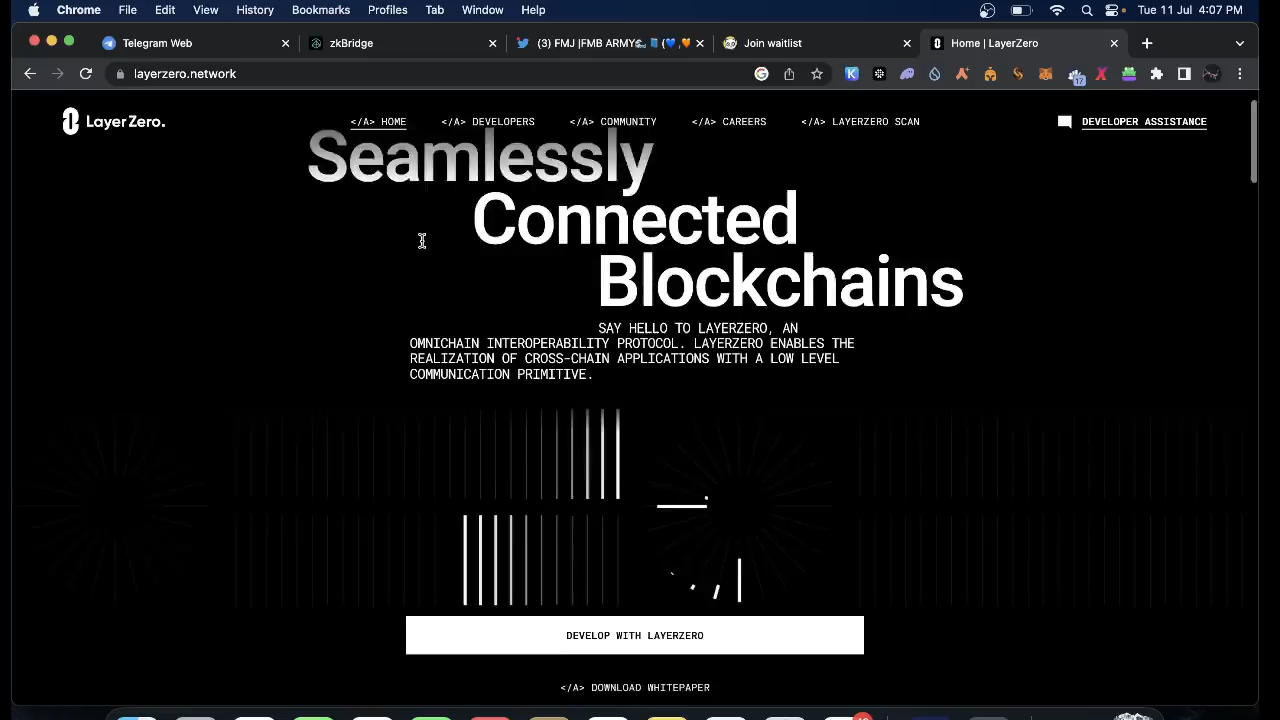 Chrome File Edit View History Bookmarks Profiles Tab Window Help Tue 11 Jul 4:07 PM
Telegram Web zkBridge (3) FMJ |FMB ARMY🌊📘(💙,🧡 Join waitlist Home | LayerZero
layerzero.network
17
LayerZero. </A> HOME </A> DEVELOPERS </A> COMMUNITY </A> CAREERS </A> LAYERZERO SCAN DEVELOPER ASSISTANCE
Seamlessly
Connected
Blockchains
SAY HELLO TO LAYERZERO, AN
OMNICHAIN INTEROPERABILITY PROTOCOL. LAYERZERO ENABLES THE
REALIZATION OF CROSS-CHAIN APPLICATIONS WITH A LOW LEVEL
COMMUNICATION PRIMITIVE.
DEVELOP WITH LAYERZERO
</A> DOWNLOAD WHITEPAPER